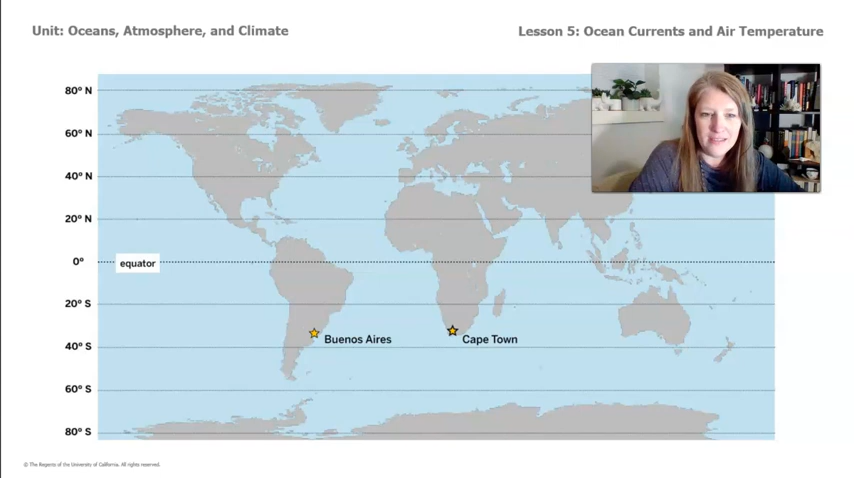 Unit: Oceans, Atmosphere, and Climate
Lesson 5: Ocean Currents and Air Temperature
80° N
60° N
40° N
20° N
0°
equator
20° S
Buenos Aires
Cape Town
40° S
60° S
80° S
© The Regents of the University of California. All rights reserved.